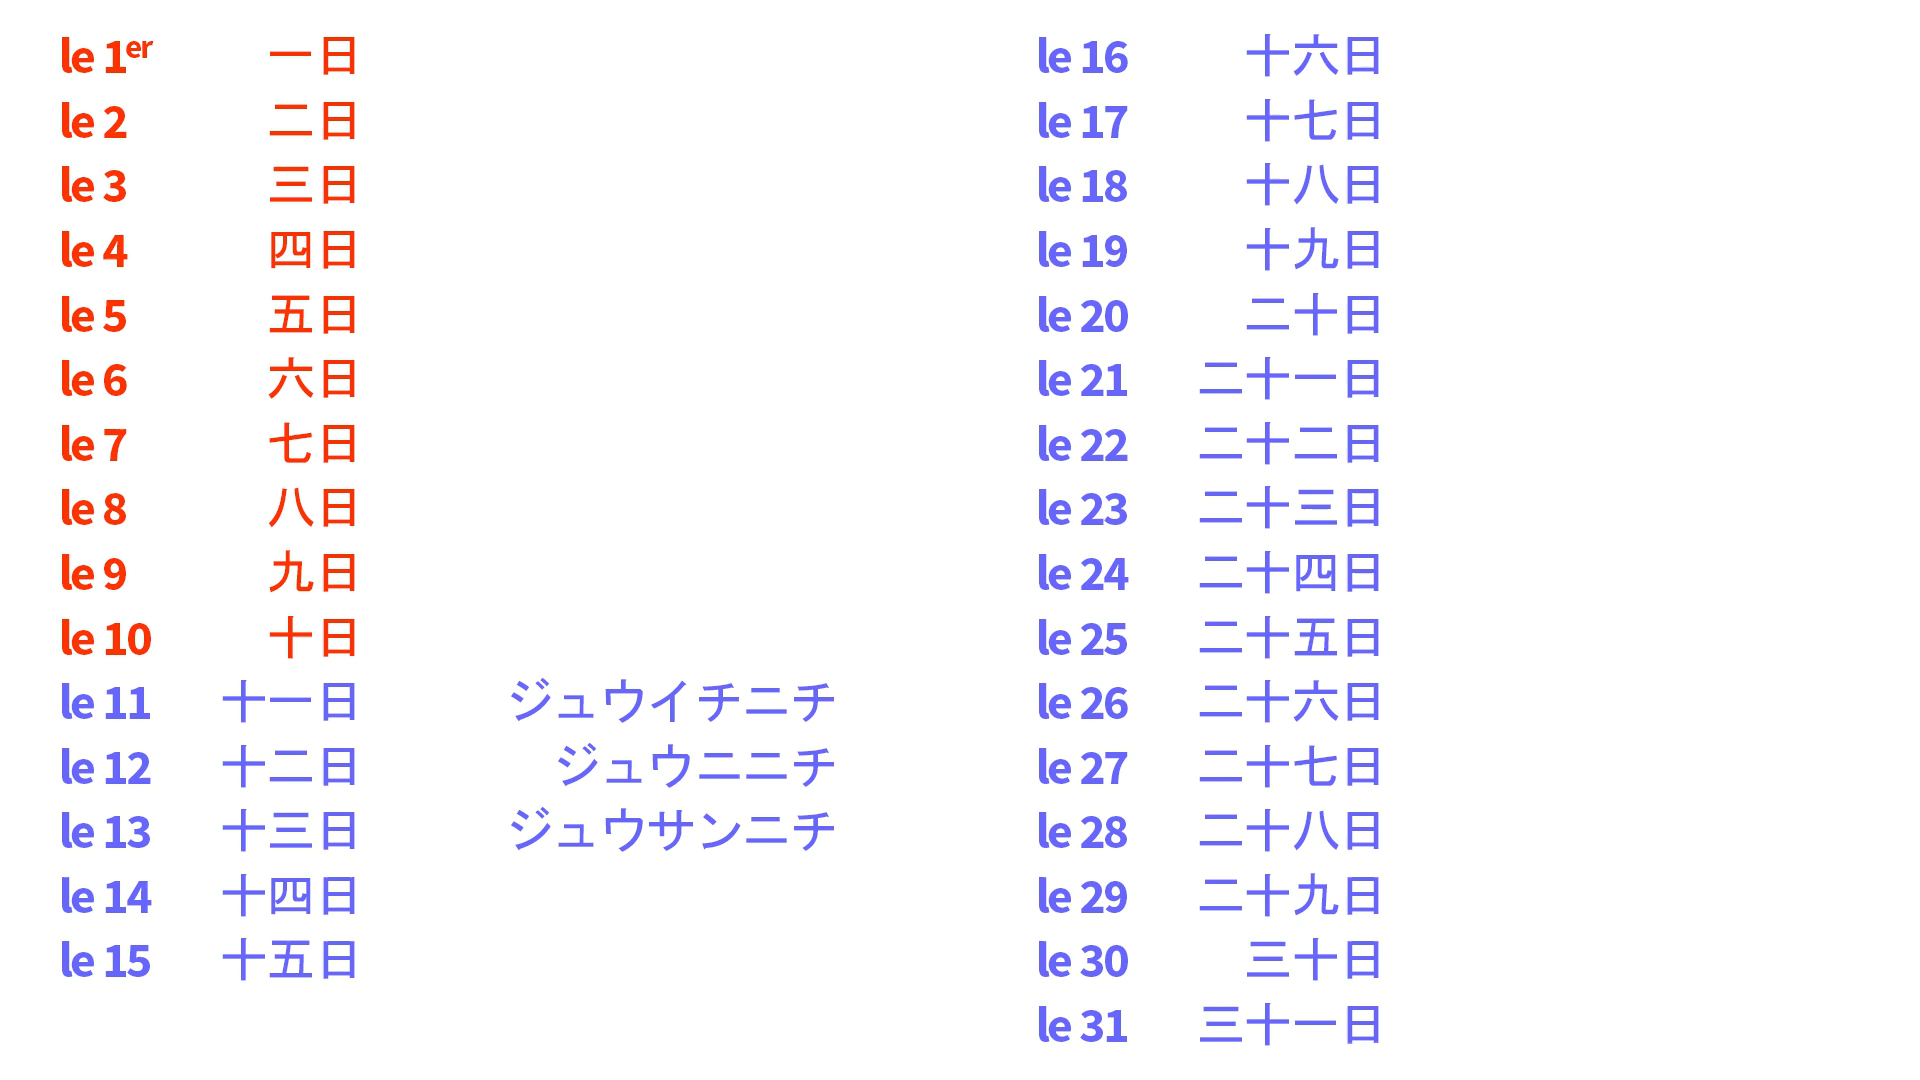 le 1er 一日
le 2 二日
le 3 三日
le 4 四日
le 5 五日
le 6 六日
le 7 七日
le 8 八日
le 9 九日
le 10 十日
le 11 十一日 ジュウイチニチ
le 12 十二日 ジュウニニチ
le 13 十三日 ジュウサンニチ
le 14 十四日
le 15 十五日
le 16 十六日
le 17 十七日
le 18 十八日
le 19 十九日
le 20 二十日
le 21 二十一日
le 22 二十二日
le 23 二十三日
le 24 二十四日
le 25 二十五日
le 26 二十六日
le 27 二十七日
le 28 二十八日
le 29 二十九日
le 30 三十日
le 31 三十一日